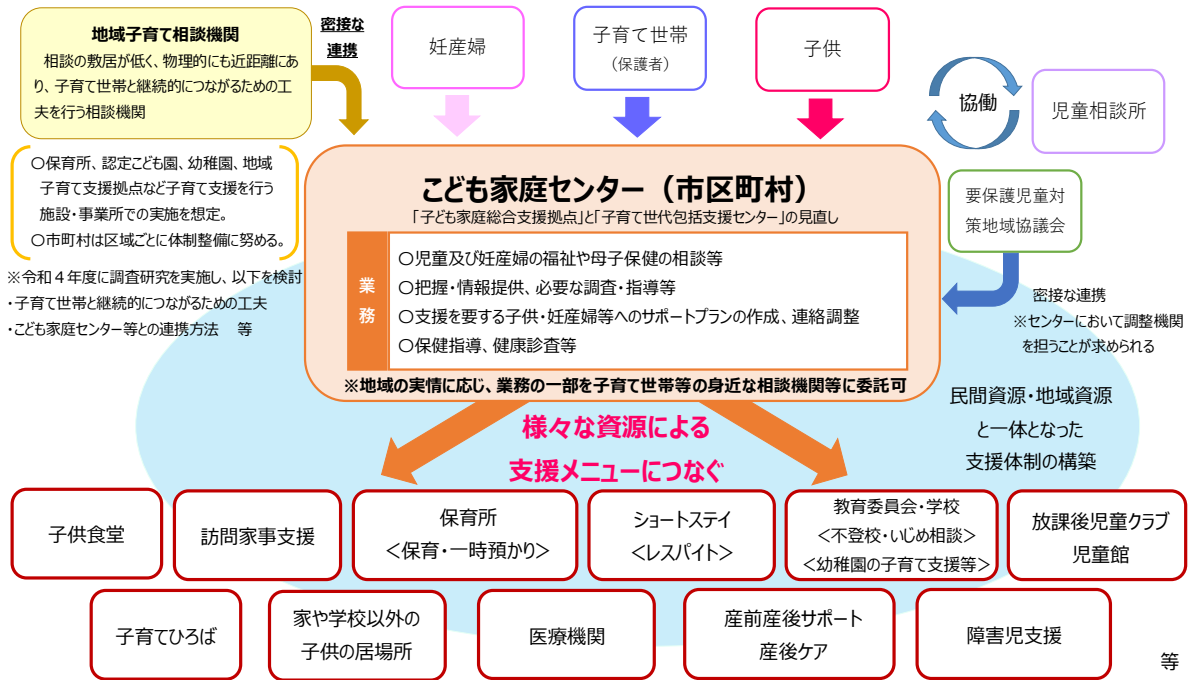 地域子育て相談機関
相談の敷居が低く、物理的にも近距離にあ
り、子育て世帯と継続的につながるための工
夫を行う相談機関
密接な
連携
妊産婦
子育て世帯
（保護者）
子供
協働
児童相談所
〇保育所、認定こども園、幼稚園、地域
子育て支援拠点など子育て支援を行う
施設・事業所での実施を想定。
〇市町村は区域ごとに体制整備に努める。
※令和４年度に調査研究を実施し、以下を検討
・子育て世帯と継続的につながるための工夫
・こども家庭センター等との連携方法　等
こども家庭センター（市区町村）
「子ども家庭総合支援拠点」と「子育て世代包括支援センター」の見直し
業
務
〇児童及び妊産婦の福祉や母子保健の相談等
〇把握・情報提供、必要な調査・指導等
〇支援を要する子供・妊産婦等へのサポートプランの作成、連絡調整
〇保健指導、健康診査等
※地域の実情に応じ、業務の一部を子育て世帯等の身近な相談機関等に委託可
要保護児童対
策地域協議会
密接な連携
※センターにおいて調整機関
を担うことが求められる
様々な資源による
支援メニューにつなぐ
民間資源・地域資源
と一体となった
支援体制の構築
子供食堂
訪問家事支援
保育所
＜保育・一時預かり＞
ショートステイ
＜レスパイト＞
教育委員会・学校
＜不登校・いじめ相談＞
＜幼稚園の子育て支援等＞
放課後児童クラブ
児童館
子育てひろば
家や学校以外の
子供の居場所
医療機関
産前産後サポート
産後ケア
障害児支援
等